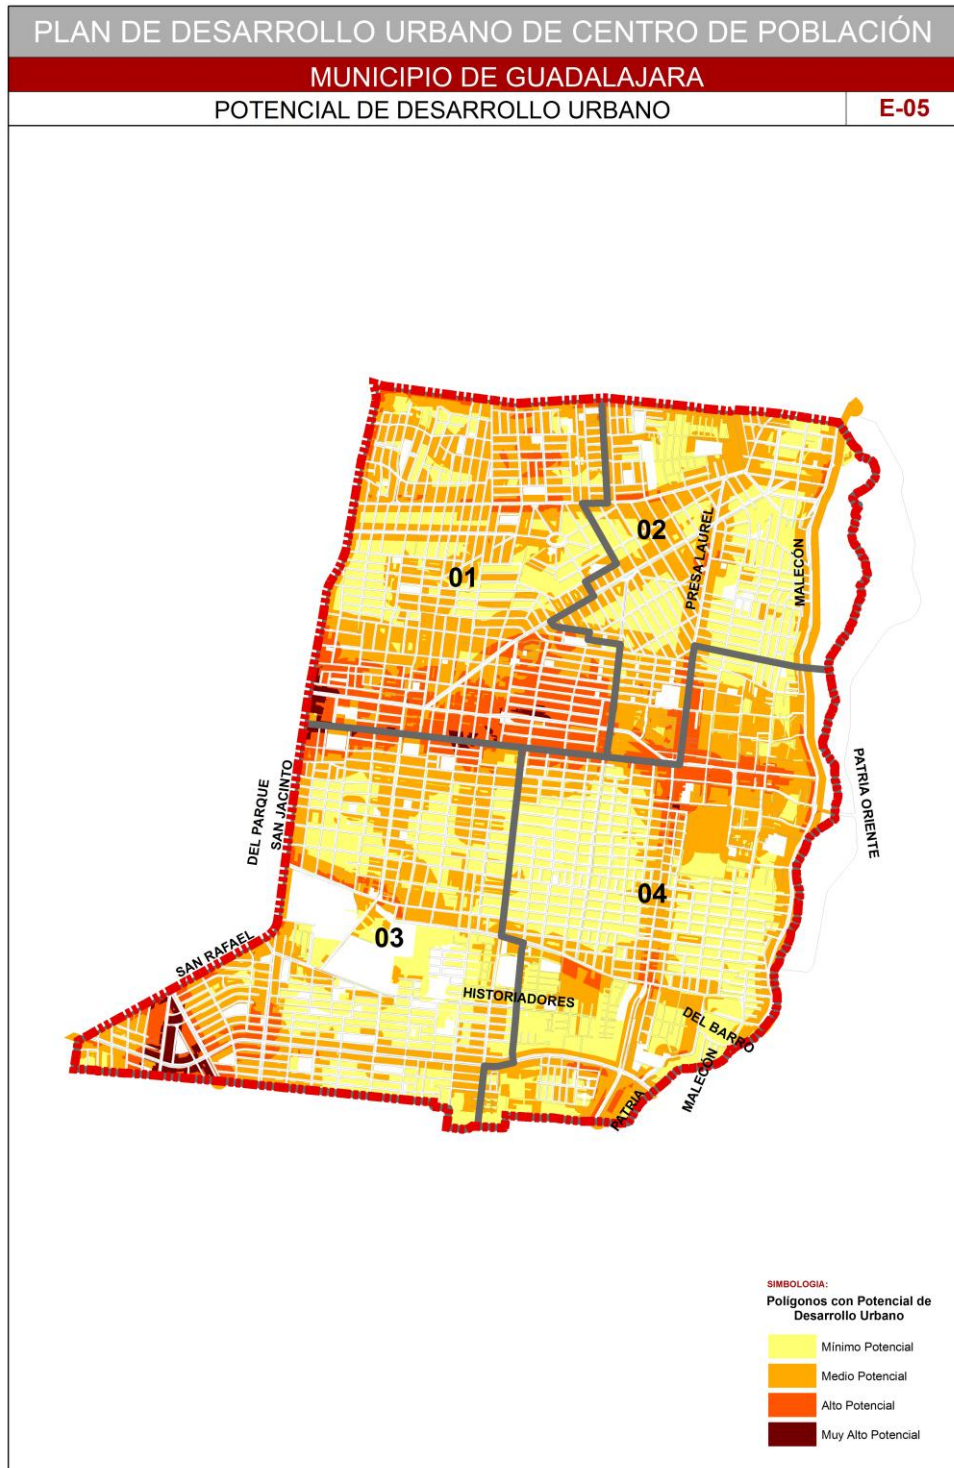 PLAN DE DESARROLLO URBANO DE CENTRO DE POBLACIÓN
MUNICIPIO DE GUADALAJARA
POTENCIAL DE DESARROLLO URBANO
E-05
02
PRESA LAUREL
MALECÓN
01
DEL PARQUE
SAN JACINTO
PATRIA ORIENTE
04
03
SAN RAFAEL
HISTORIADORES
DEL BARRO
MALECÓN
PATRIA
SIMBOLOGIA:
Polígonos con Potencial de
Desarrollo Urbano
Mínimo Potencial
Medio Potencial
Alto Potencial
Muy Alto Potencial